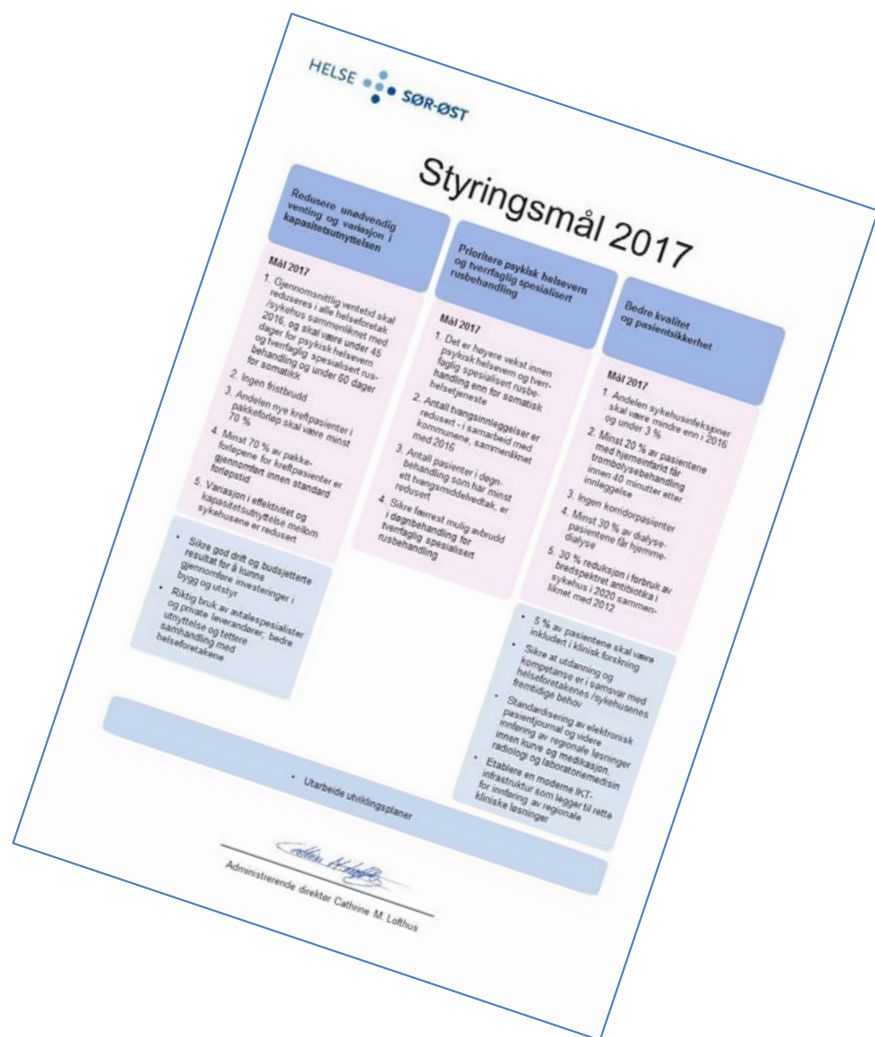 HELSE SØR-ØST
Styringsmål 2017
Redusere unødvendig
venting og variasjon i
kapasitetsutnyttelsen
Mål 2017
1. Gjennomsnittlig ventetid skal
reduseres i alle helseforetak
/sykehus sammenliknet med
2016, og skal være under 45
dager for psykisk helsevern
og tverrfaglig spesialisert rus-
behandling og under 60 dager
for somatikk
2. Ingen fristbrudd
3. Andelen nye kreftpasienter i
pakkeforløp skal være minst
70 %
4. Minst 70 % av pakke-
forløpene for kreftpasienter er
gjennomført innen standard
forløpstid
5. Variasjon i effektivitet og
kapasitetsutnyttelse mellom
sykehusene er redusert
• Sikre god drift og budsjetterte
resultat for å kunne
gjennomføre investeringer i
bygg og utstyr
• Riktig bruk av avtalespesialister
og private leverandører; bedre
utnyttelse og tettere
samhandling med
helseforetakene
Prioritere psykisk helsevern
og tverrfaglig spesialisert
rusbehandling
Mål 2017
1. Det er høyere vekst innen
psykisk helsevern og tverr-
faglig spesialisert rusbe-
handling enn for somatisk
helsetjeneste
2. Antall tvangsinnleggelser er
redusert - i samarbeid med
kommunene, sammenliknet
med 2016
3. Antall pasienter i døgn-
behandling som har minst
ett tvangsmiddelvedtak, er
redusert
4. Sikre færrest mulig avbrudd
i døgnbehandling for
tverrfaglig spesialisert
rusbehandling
Bedre kvalitet
og pasientsikkerhet
Mål 2017
1. Andelen sykehusinfeksjoner
skal være mindre enn i 2016
og under 3 %
2. Minst 20 % av pasientene
med hjerneinfarkt får
trombolysebehandling
innen 40 minutter etter
innleggelse
3. Ingen korridorpasienter
4. Minst 30 % av dialyse-
pasientene får hjemme-
dialyse
5. 30 % reduksjon i forbruk av
bredspektret antibiotika i
sykehus i 2020 sammen-
liknet med 2012
• 5 % av pasientene skal være
inkludert i klinisk forskning
• Sikre at utdanning og
kompetanse er i samsvar med
helseforetakenes /sykehusenes
fremtidige behov
• Standardisering av elektronisk
pasientjournal og videre
innføring av regionale løsninger
innen kurve og medikasjon,
radiologi og laboratoriemedisin
• Etablere en moderne IKT-
infrastruktur som legger til rette
for innføring av regionale
kliniske løsninger
• Utarbeide utviklingsplaner
Administrerende direktør Cathrine M. Lofthus